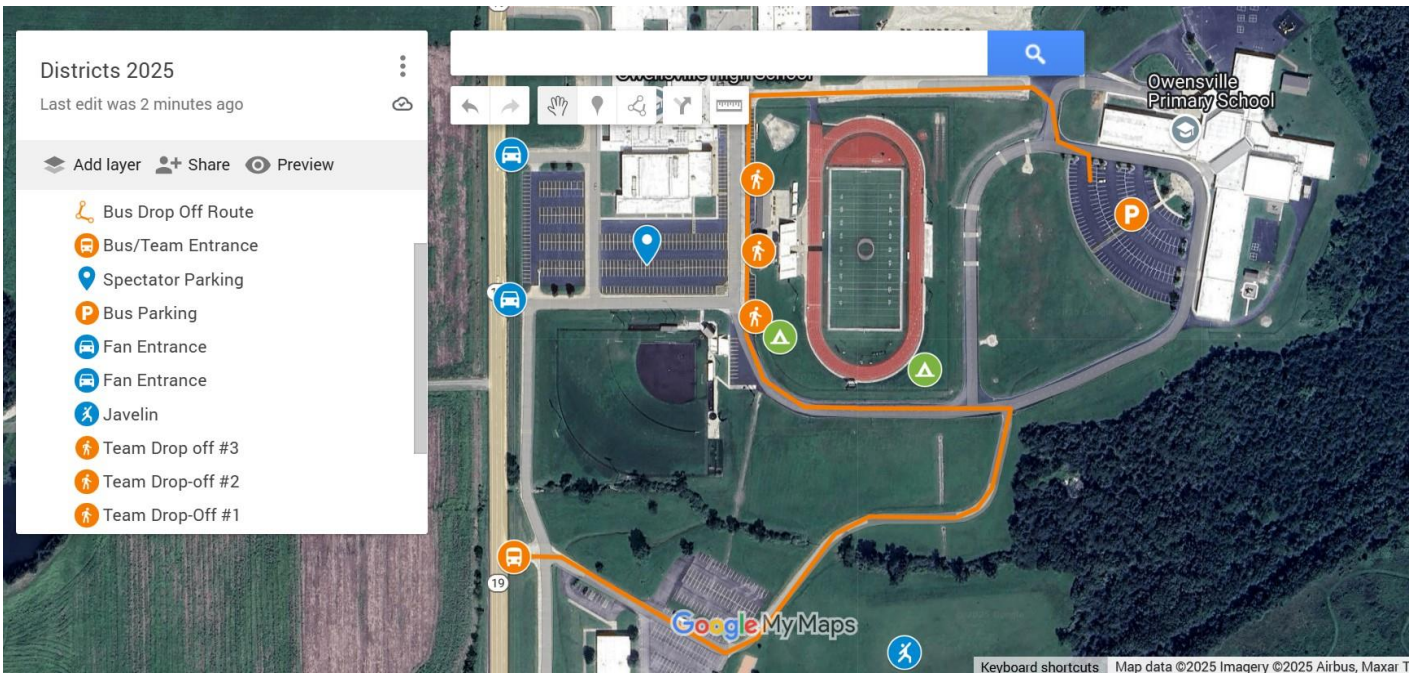 Districts 2025
Last edit was 2 minutes ago
Add layer Share Preview
Bus Drop Off Route
Bus/Team Entrance
Spectator Parking
P Bus Parking
Fan Entrance
Fan Entrance
Javelin
Team Drop off #3
Team Drop-off #2
Team Drop-Off #1
Owensville High School
Owensville
Primary School
P
19
Google My Maps
Keyboard shortcuts Map data ©2025 Imagery ©2025 Airbus, Maxar T